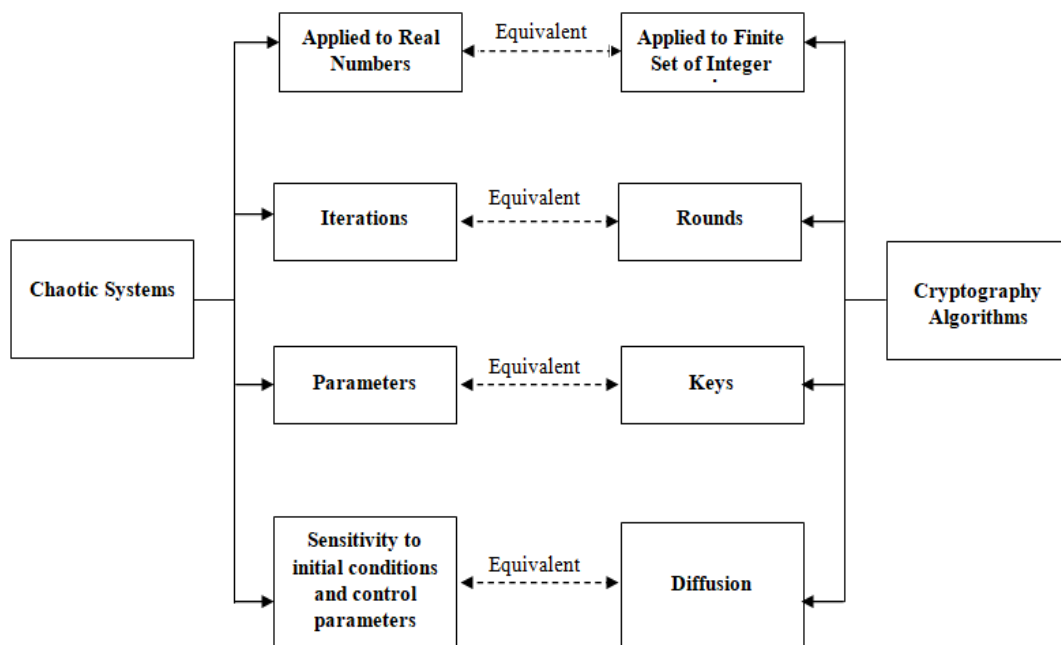 Applied to Real
Numbers
Equivalent
Applied to Finite
Set of Integer
Iterations
Equivalent
Rounds
Chaotic Systems
Cryptography
Algorithms
Parameters
Equivalent
Keys
Sensitivity to
initial conditions
and control
parameters
Equivalent
Diffusion